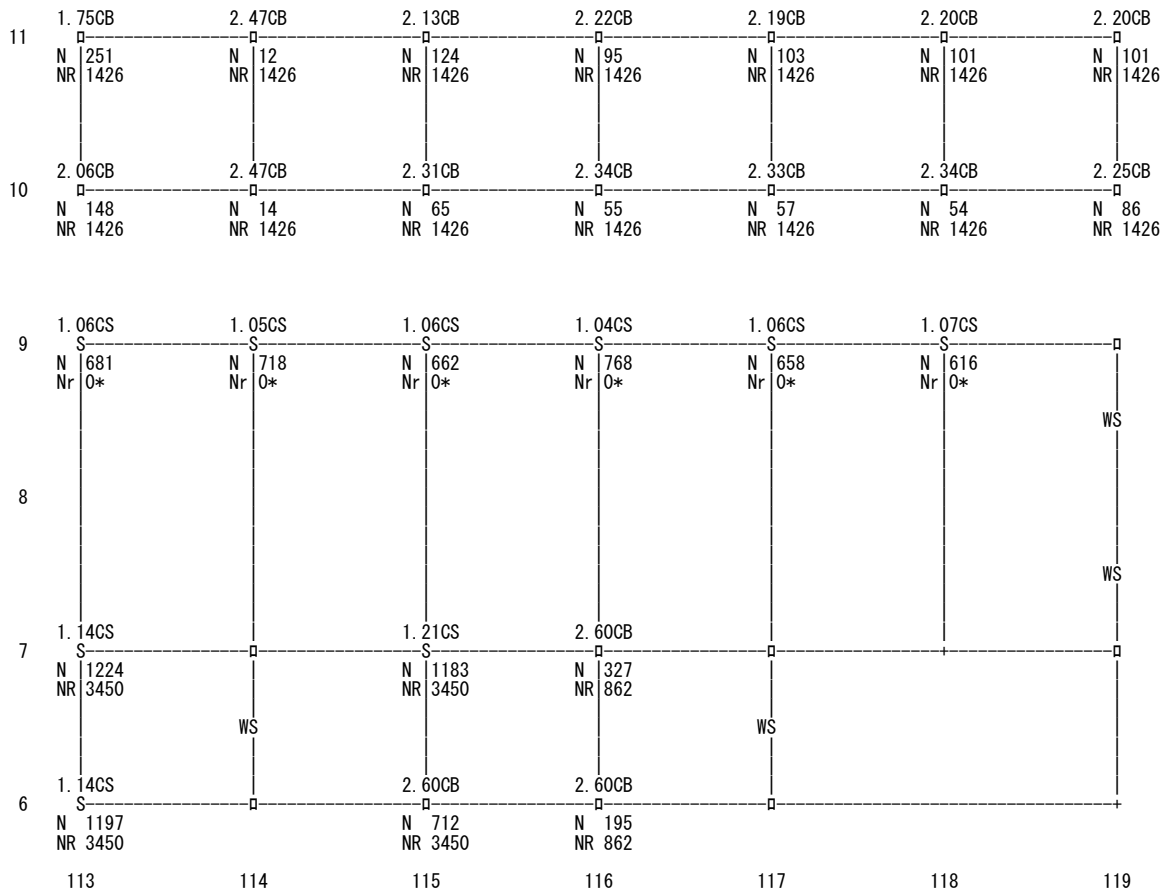 1.75CB 2.47CB 2.13CB 2.22CB 2.19CB 2.20CB 2.20CB
11
N 251 N 12 N 124 N 95 N 103 N 101 N 101
NR 1426 NR 1426 NR 1426 NR 1426 NR 1426 NR 1426 NR 1426
2.06CB 2.47CB 2.31CB 2.34CB 2.33CB 2.34CB 2.25CB
10
N 148 N 14 N 65 N 55 N 57 N 54 N 86
NR 1426 NR 1426 NR 1426 NR 1426 NR 1426 NR 1426 NR 1426
1.06CS 1.05CS 1.06CS 1.04CS 1.06CS 1.07CS
9 S S S S S S
N 681 N 718 N 662 N 768 N 658 N 616
Nr 0* Nr 0* Nr 0* Nr 0* Nr 0* Nr 0*
WS
8
WS
1.14CS 1.21CS 2.60CB
7 S S
N 1224 N 1183 N 327
NR 3450 NR 3450 NR 862
WS WS
1.14CS 2.60CB 2.60CB
6 S
N 1197 N 712 N 195
NR 3450 NR 3450 NR 862
113 114 115 116 117 118 119